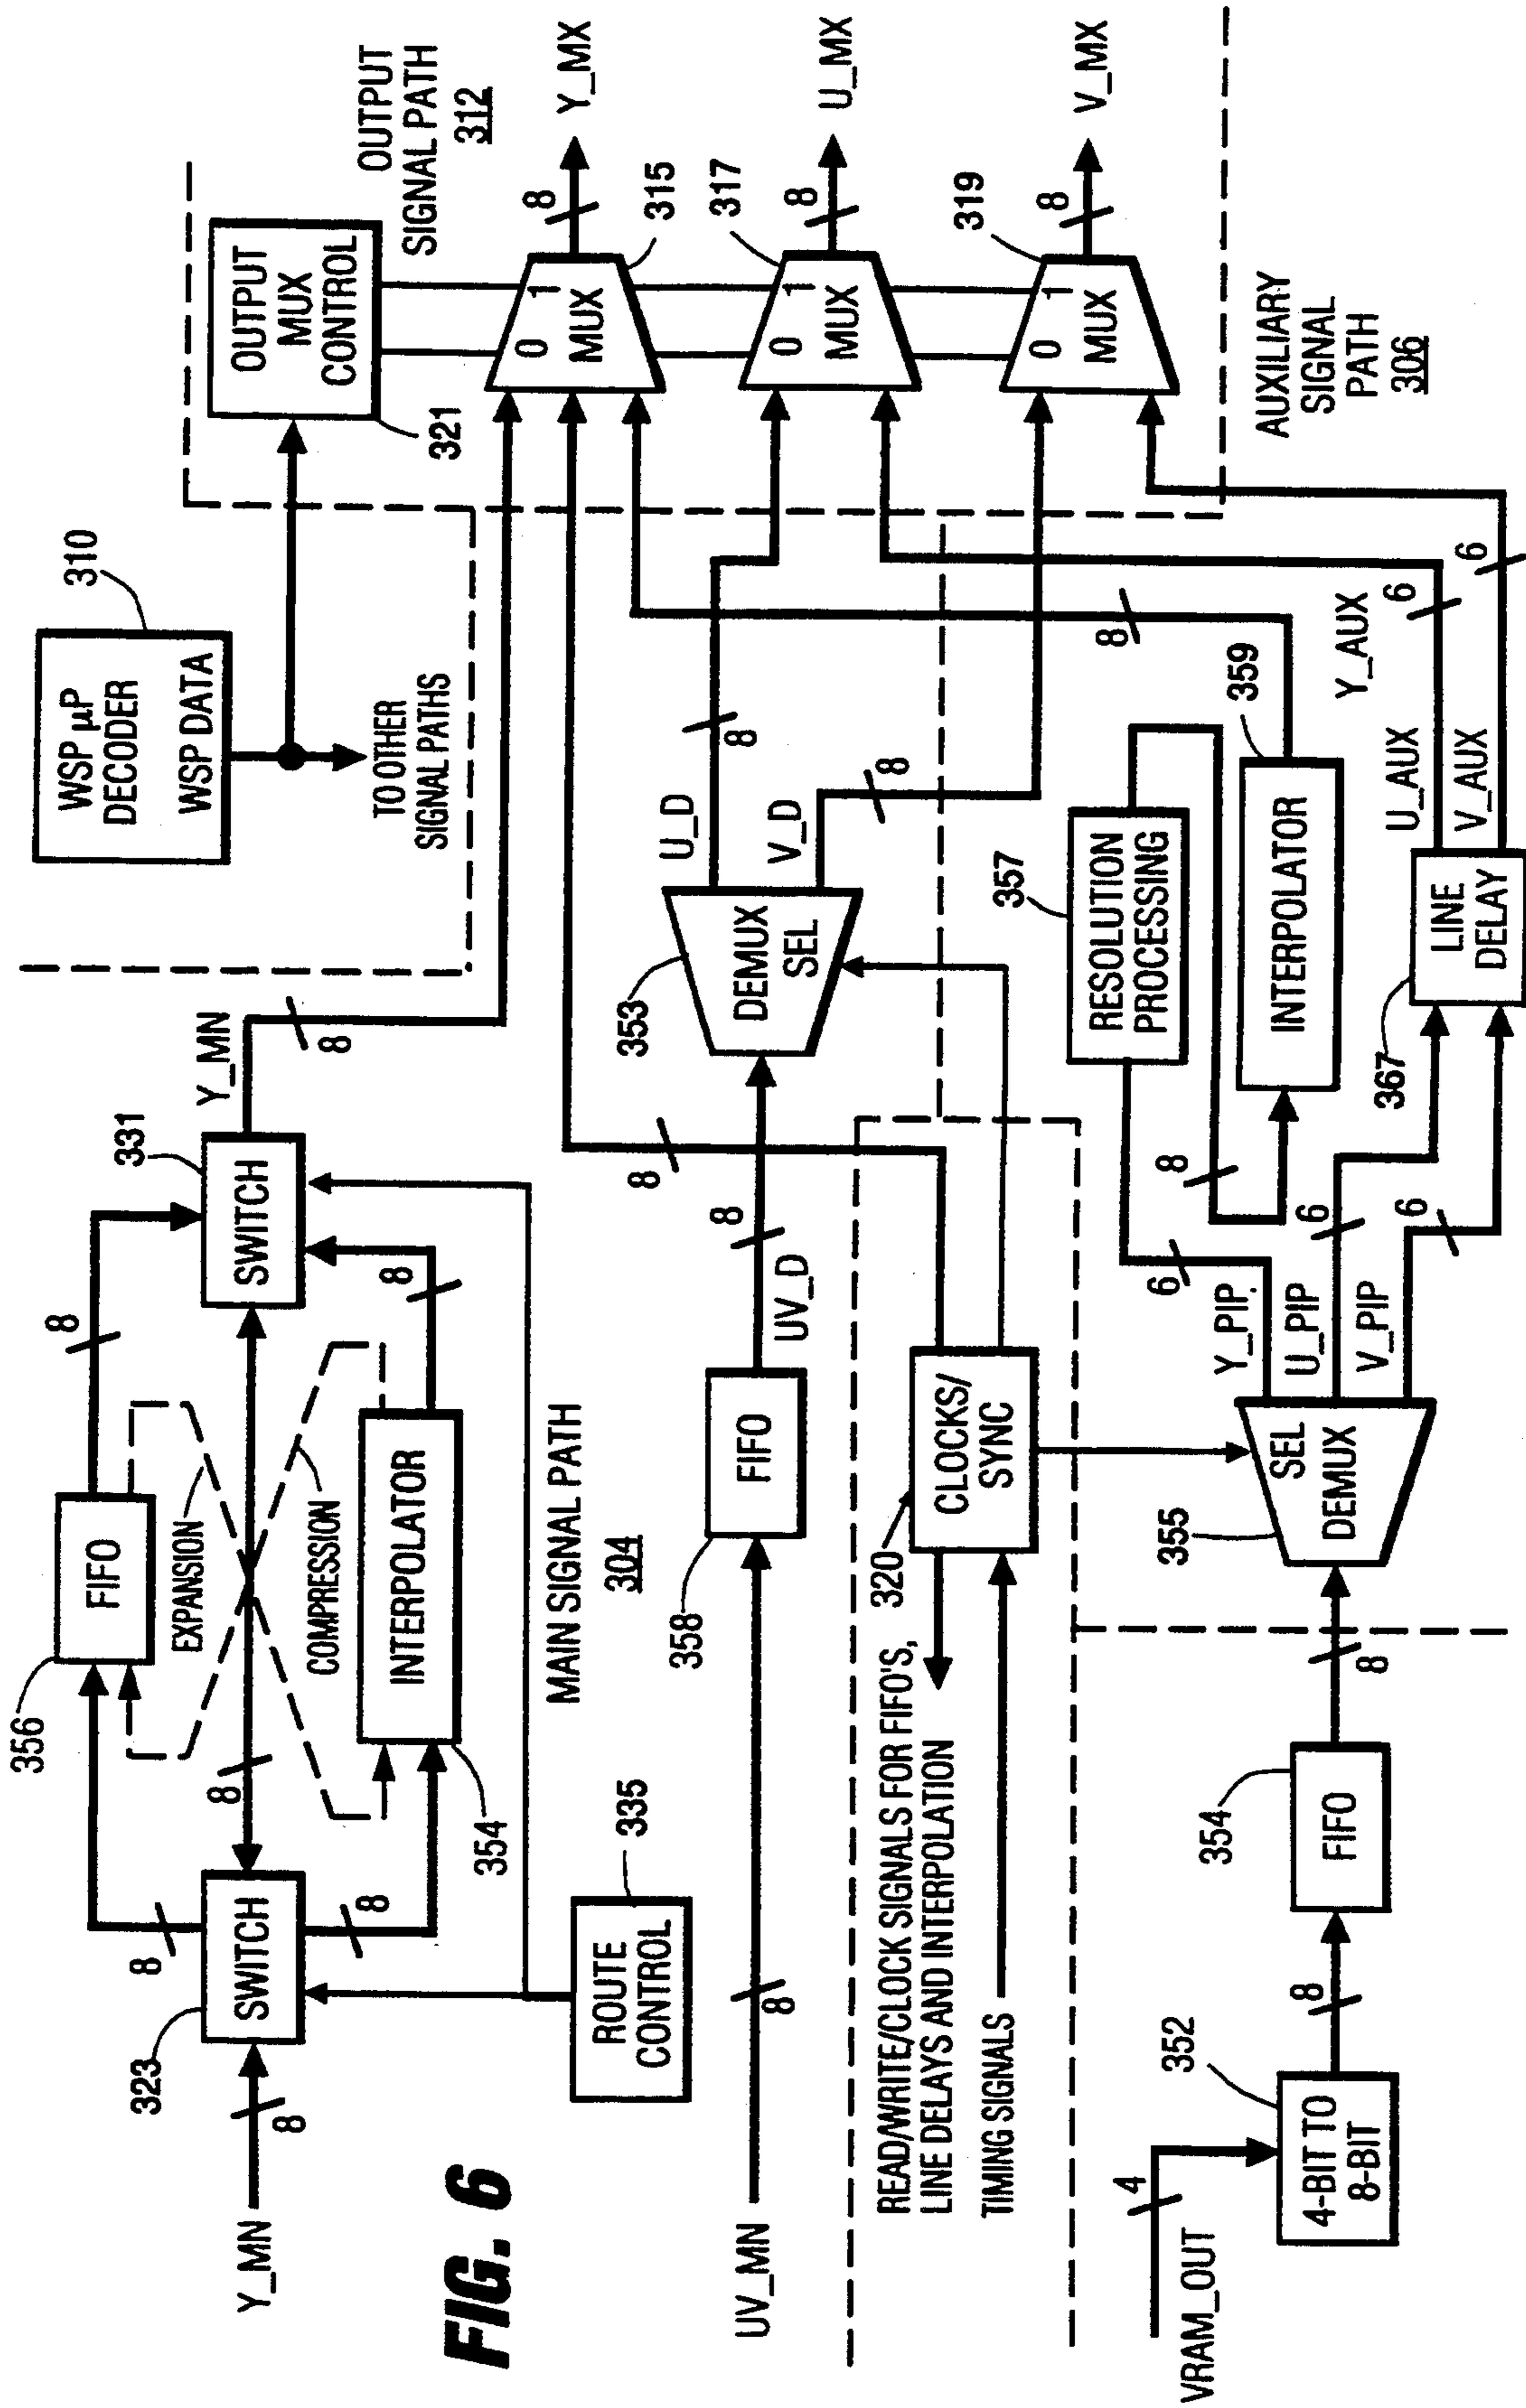 FIG. 6
Y_MN
8
323
SWITCH
8
8
8
356
FIFO
EXPANSION
COMPRESSION
INTERPOLATOR
354
8
8
331
SWITCH
Y_MN
8
ROUTE
CONTROL
335
MAIN SIGNAL PATH
304
WSP µP
DECODER
WSP DATA
310
TO OTHER
SIGNAL PATHS
OUTPUT
MUX
CONTROL
321
OUTPUT
SIGNAL PATH
312
0 1
MUX
315
8
Y_MX
0 1
MUX
317
8
U_MX
0 1
MUX
319
8
V_MX
UV_MN
8
358
FIFO
8
UV_D
353
DEMUX
SEL
U_D
8
V_D
8
8
READ/WRITE/CLOCK SIGNALS FOR FIFO'S,
LINE DELAYS AND INTERPOLATION
TIMING SIGNALS
320
CLOCKS/
SYNC
VRAM_OUT
4
352
4-BIT TO
8-BIT
8
354
FIFO
8
355
SEL
DEMUX
Y_PIP
U_PIP
V_PIP
6
6
6
8
357
RESOLUTION
PROCESSING
359
INTERPOLATOR
8
Y_AUX
367
LINE
DELAY
U_AUX
V_AUX
6
6
AUXILIARY
SIGNAL
PATH
306